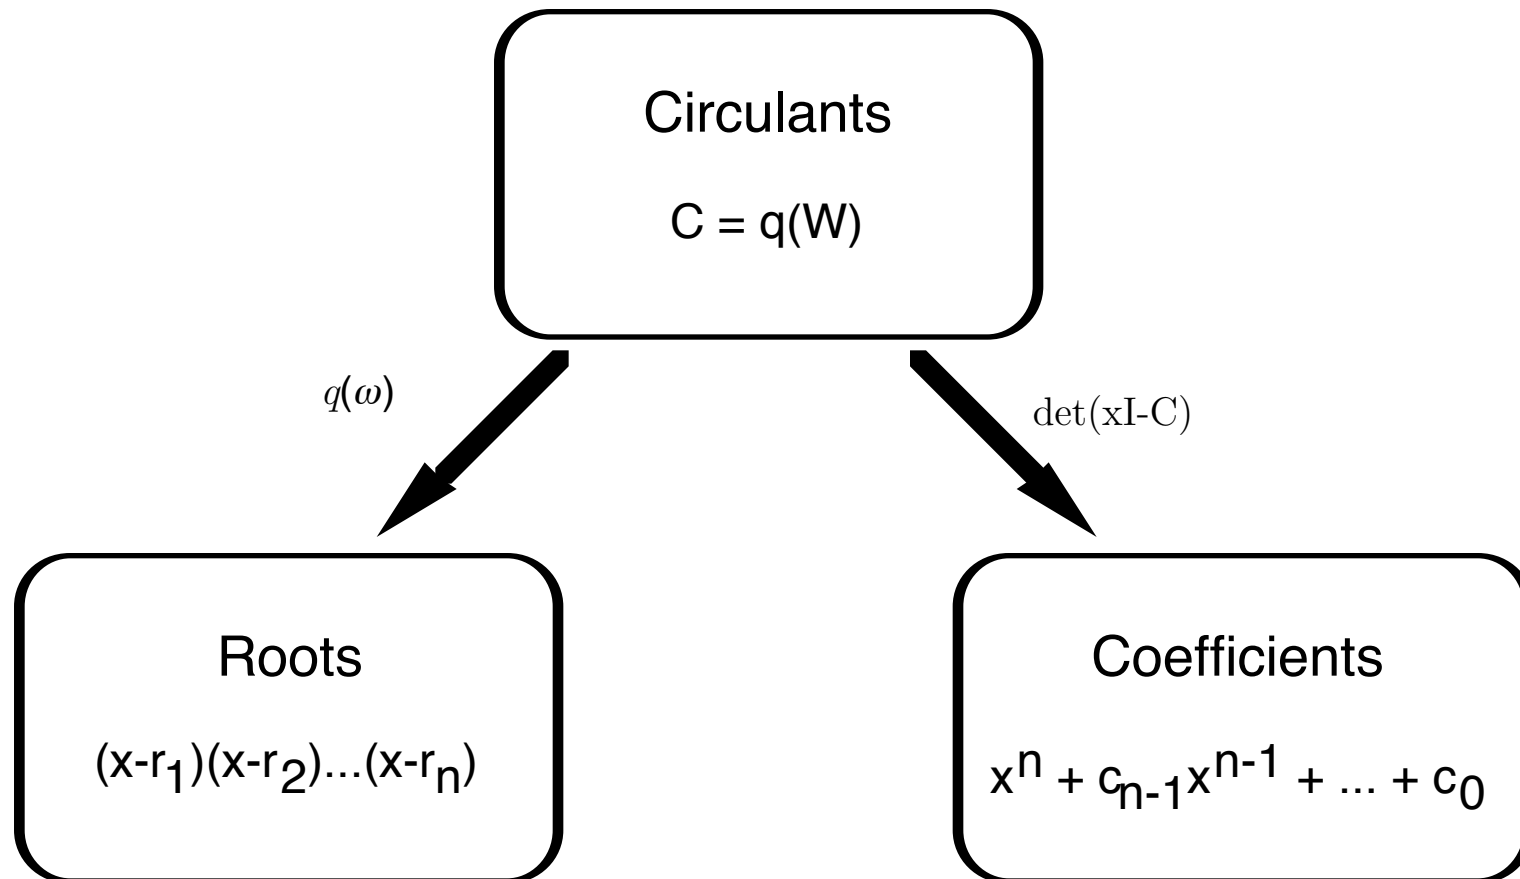 Circulants
C = q(W)
q(ω)
det(xI-C)
Roots
(x-r₁)(x-r₂)...(x-rₙ)
Coefficients
xⁿ + cₙ₋₁xⁿ⁻¹ + ... + c₀